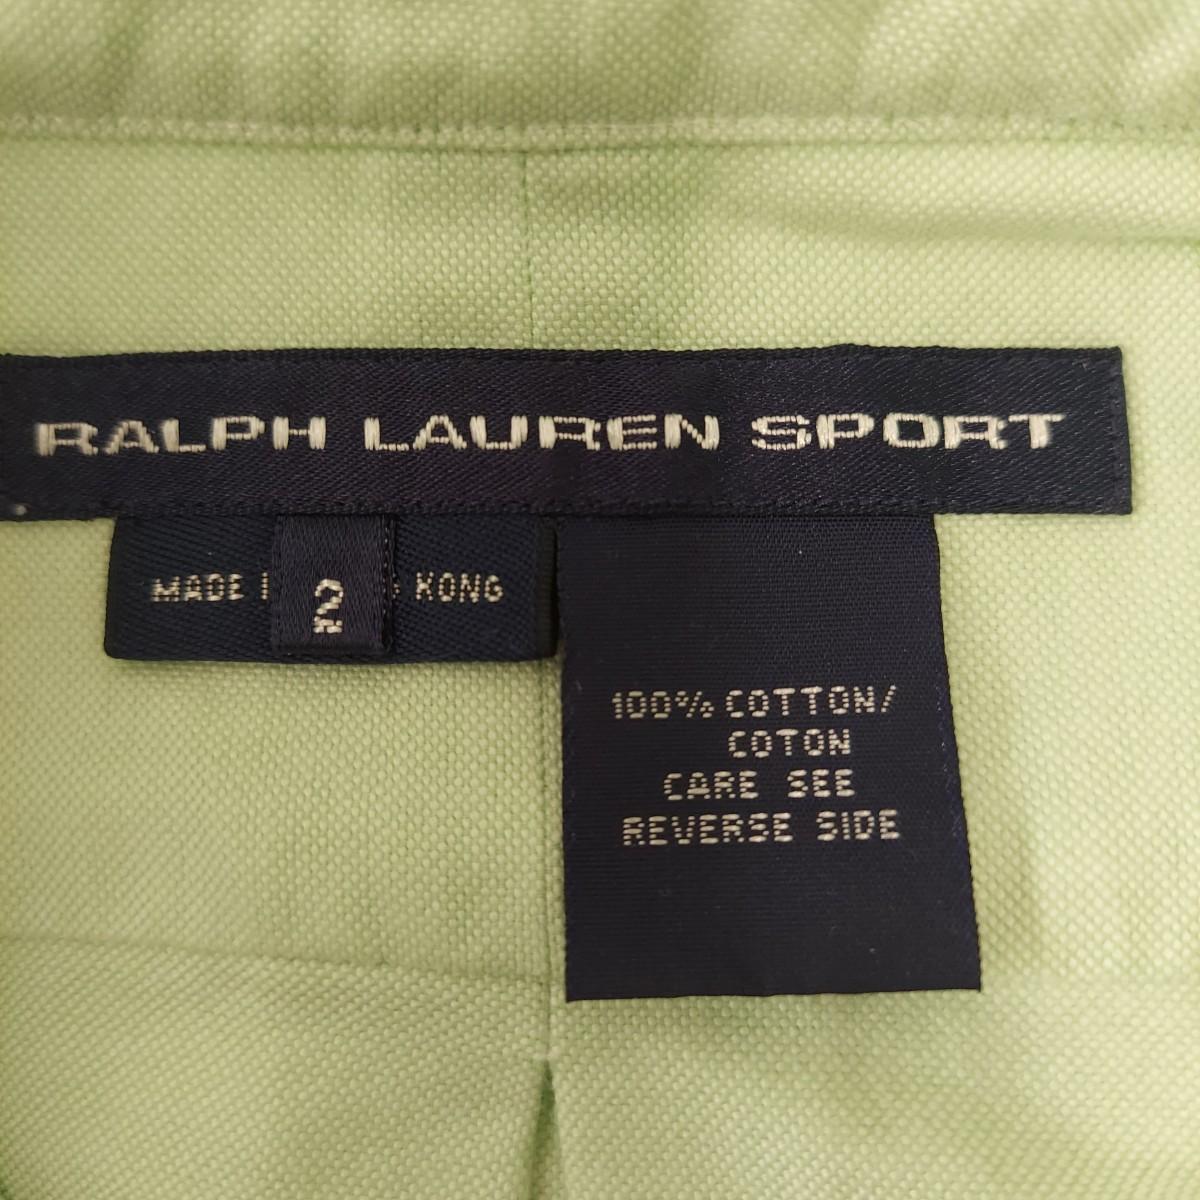 RALPH LAUREN SPORT
MADE KONG
2
100% COTTON/
COTON
CARE SEE
REVERSE SIDE